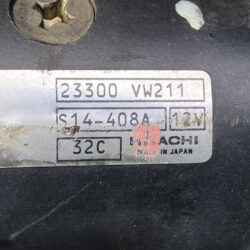 23300 VW211
S14-408A 12V
32C HITACHI
MADE IN JAPAN